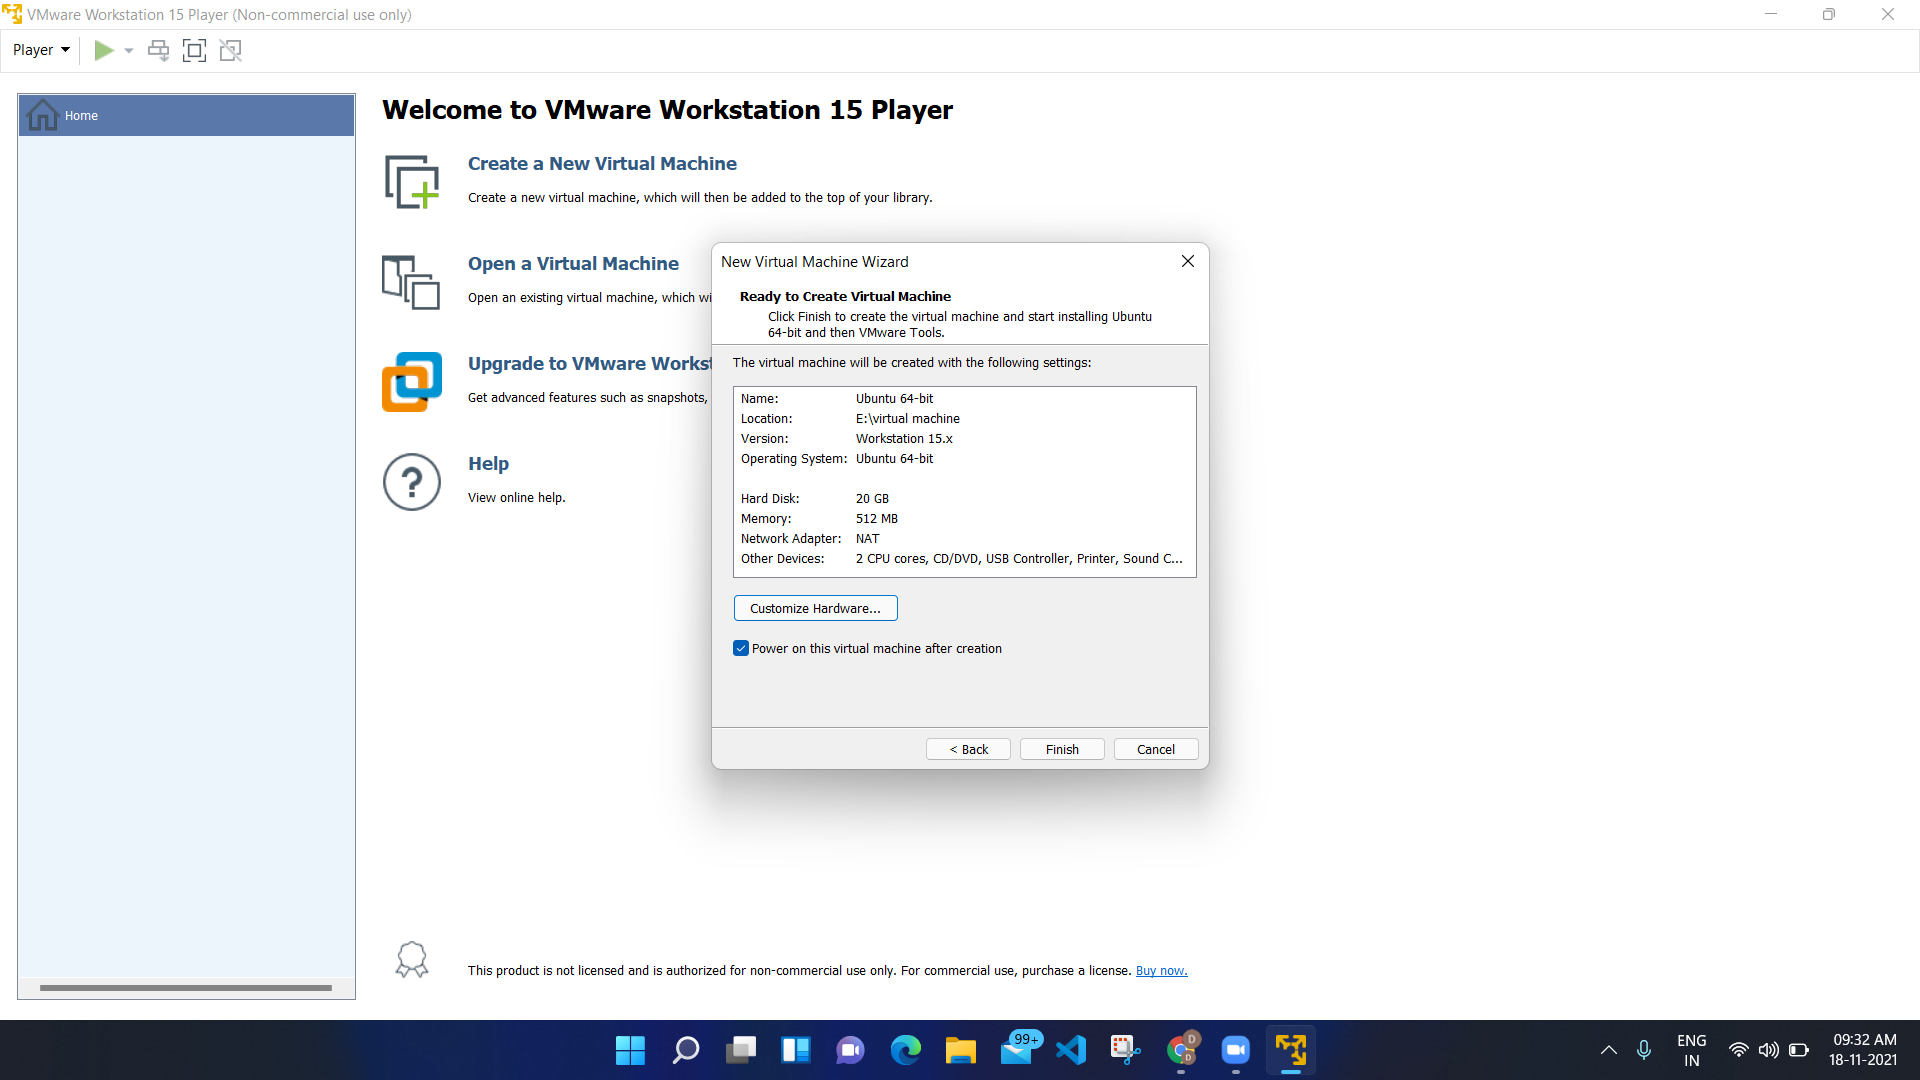 VMware Workstation 15 Player (Non-commercial use only)
Player
Home
Welcome to VMware Workstation 15 Player
Create a New Virtual Machine
Create a new virtual machine, which will then be added to the top of your library.
Open a Virtual Machine
Open an existing virtual machine, which wi
Upgrade to VMware Works
Get advanced features such as snapshots,
Help
View online help.
New Virtual Machine Wizard
Ready to Create Virtual Machine
Click Finish to create the virtual machine and start installing Ubuntu
64-bit and then VMware Tools.
The virtual machine will be created with the following settings:
Name: Ubuntu 64-bit
Location: E:\virtual machine
Version: Workstation 15.x
Operating System: Ubuntu 64-bit
Hard Disk: 20 GB
Memory: 512 MB
Network Adapter: NAT
Other Devices: 2 CPU cores, CD/DVD, USB Controller, Printer, Sound C...
Customize Hardware...
Power on this virtual machine after creation
< Back Finish Cancel
This product is not licensed and is authorized for non-commercial use only. For commercial use, purchase a license. Buy now.
99+
D
D
ENG
IN
09:32 AM
18-11-2021